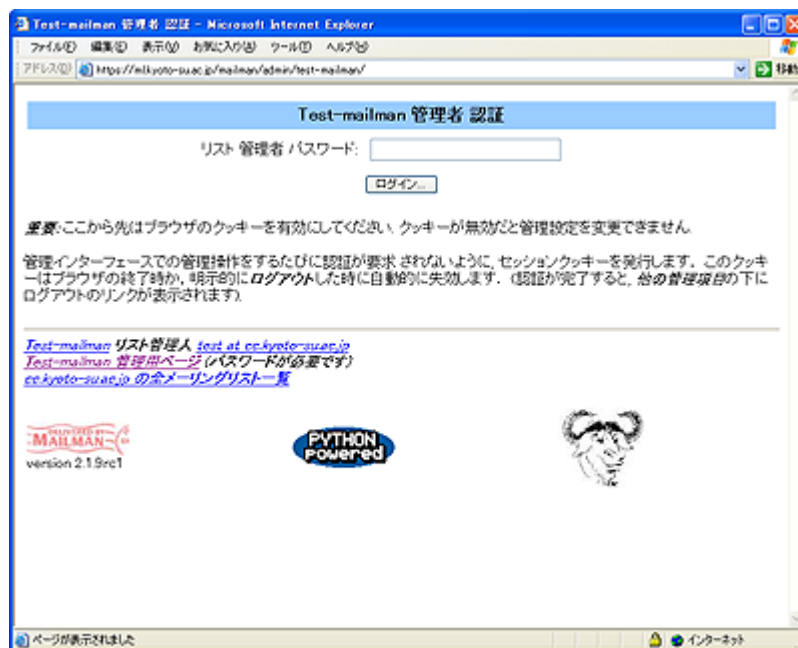 Test-mailman 管理者 認証 - Microsoft Internet Explorer
ファイル(F) 編集(E) 表示(V) お気に入り(A) ツール(T) ヘルプ(H)
アドレス(D) https://ml.kyoto-su.ac.jp/mailman/admin/test-mailman/ 移動
Test-mailman 管理者 認証
リスト 管理者 パスワード:
ログイン...
重要:ここから先はブラウザのクッキーを有効にしてください、クッキーが無効だと管理設定を変更できません.
管理インターフェースでの管理操作をするたびに認証が要求 されないように, セッションクッキーを発行します. このクッキ
ーはブラウザの終了時か, 明示的にログアウトした時に自動的に失効します. (認証が完了すると, 他の管理項目の下に
ログアウトのリンクが表示されます).
Test-mailman リスト管理人 test at cc.kyoto-su.ac.jp
Test-mailman 管理用ページ (パスワードが必要です)
cc.kyoto-su.ac.jp の全メーリングリスト一覧
DELIVERED BY
MAILMAN
version 2.1.9rc1
PYTHON
Powered
ページが表示されました インターネット